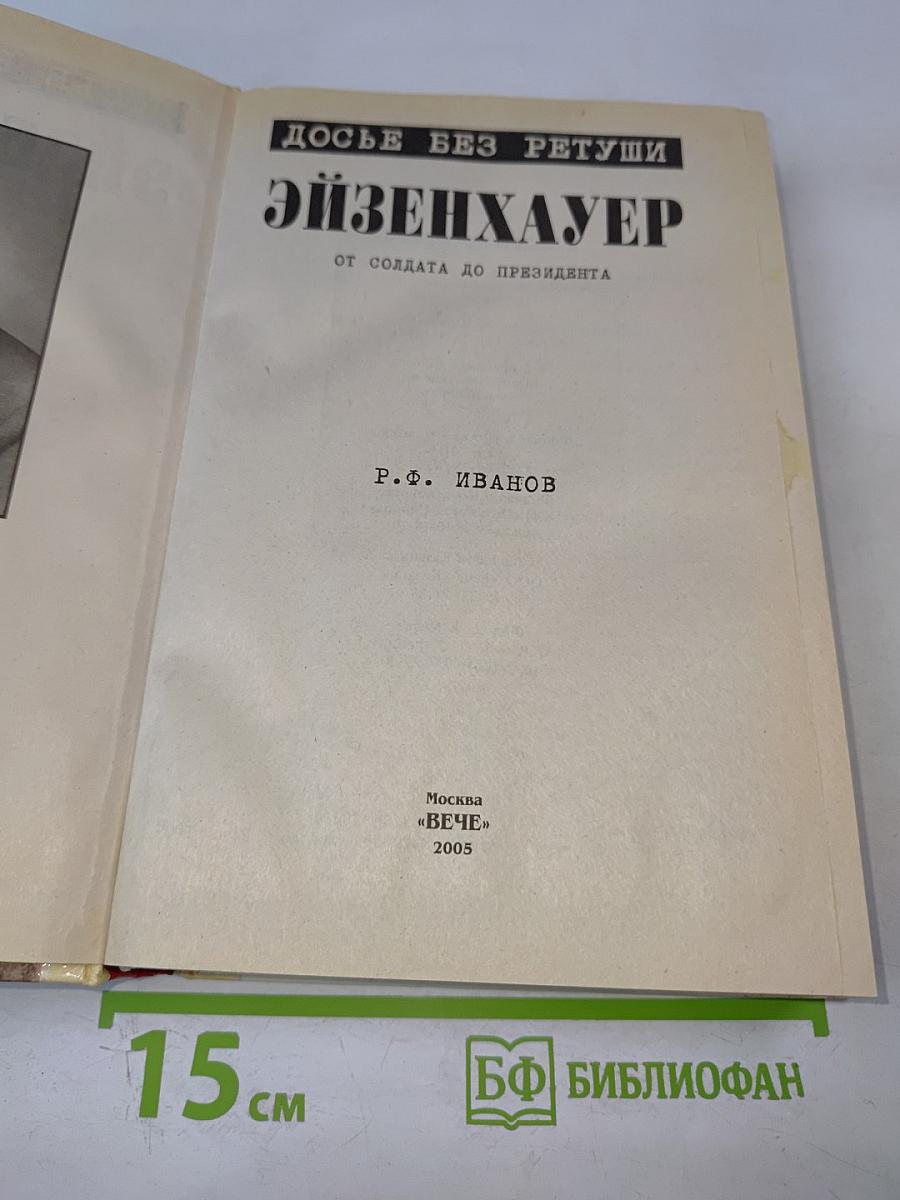 ДОСЬЕ БЕЗ РЕТУШИ
ЭЙЗЕНХАУЕР
ОТ СОЛДАТА ДО ПРЕЗИДЕНТА
Р.Ф. ИВАНОВ
Москва
«ВЕЧЕ»
2005
15 см
БФ БИБЛИОФАН